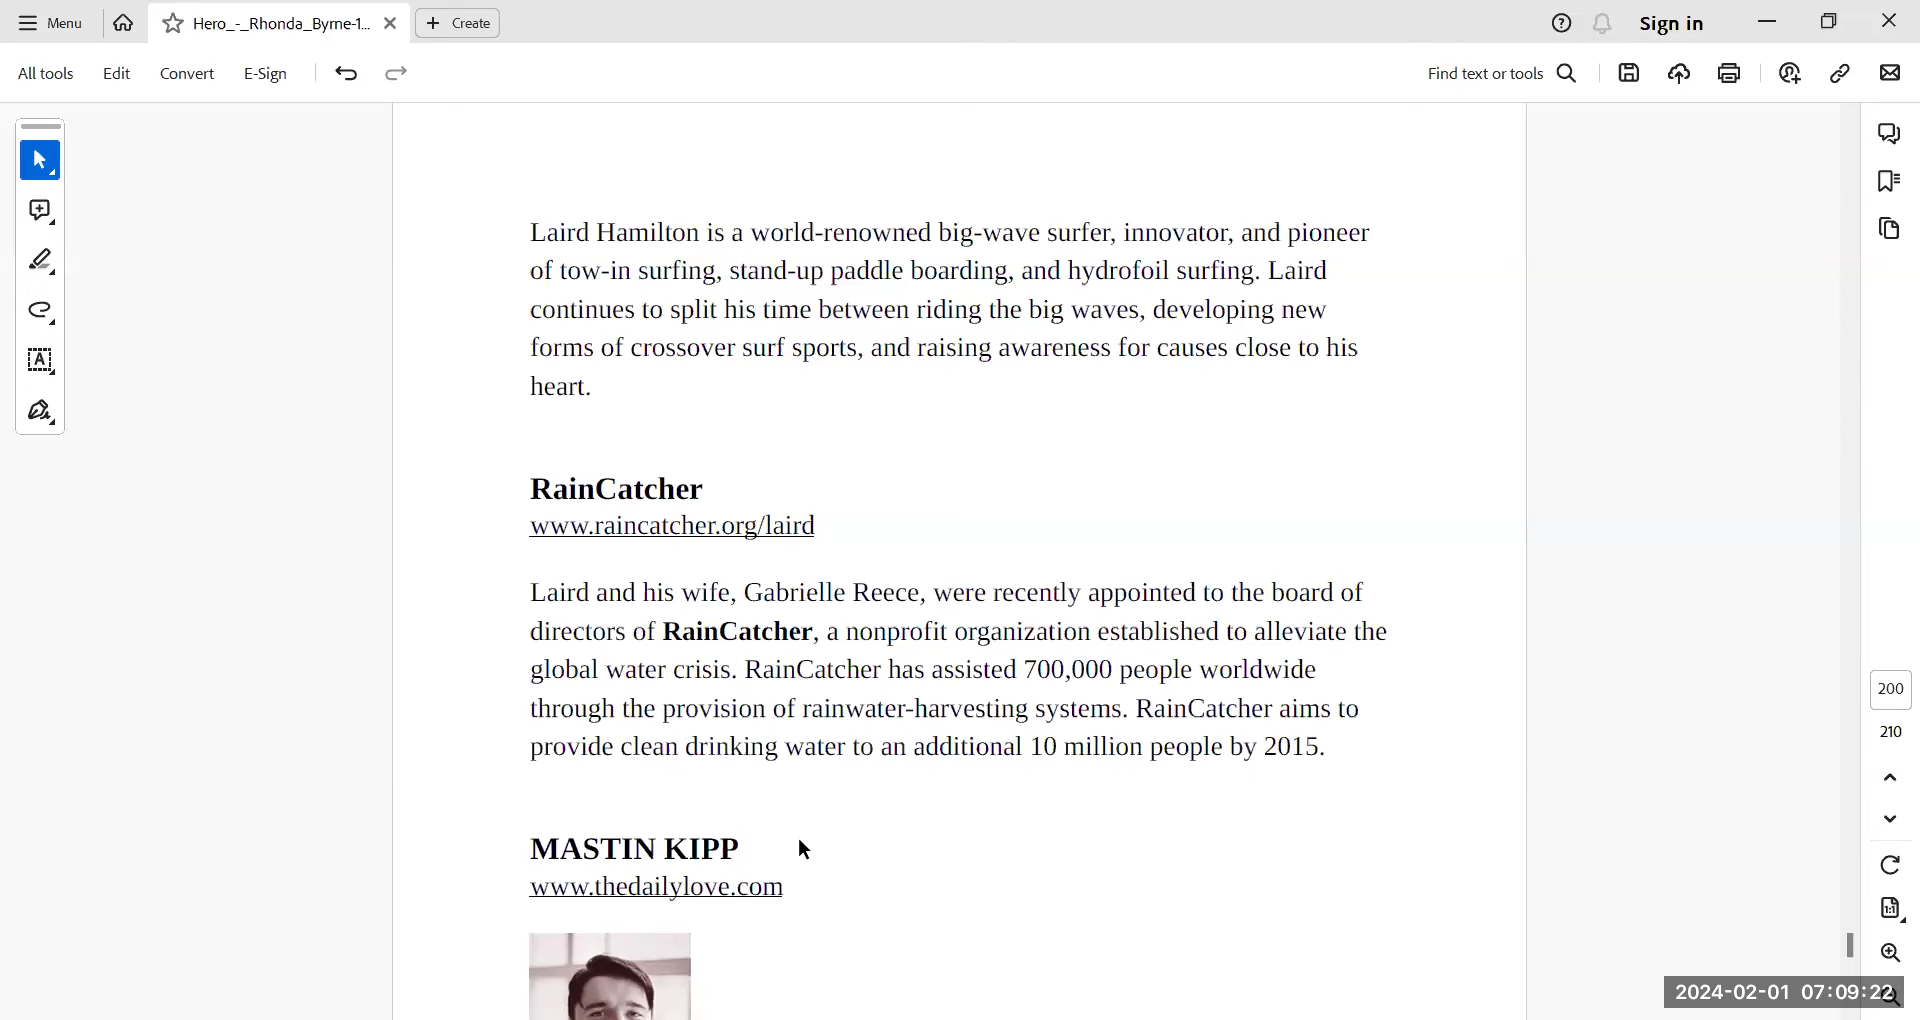 Menu
Hero_-_Rhonda_Byrne-1...
Create
Sign in
All tools
Edit
Convert
E-Sign
Find text or tools
Laird Hamilton is a world-renowned big-wave surfer, innovator, and pioneer
of tow-in surfing, stand-up paddle boarding, and hydrofoil surfing. Laird
continues to split his time between riding the big waves, developing new
forms of crossover surf sports, and raising awareness for causes close to his
heart.
RainCatcher
www.raincatcher.org/laird
Laird and his wife, Gabrielle Reece, were recently appointed to the board of
directors of RainCatcher, a nonprofit organization established to alleviate the
global water crisis. RainCatcher has assisted 700,000 people worldwide
through the provision of rainwater-harvesting systems. RainCatcher aims to
provide clean drinking water to an additional 10 million people by 2015.
MASTIN KIPP
www.thedailylove.com
200
210
2024-02-01 07:09:22